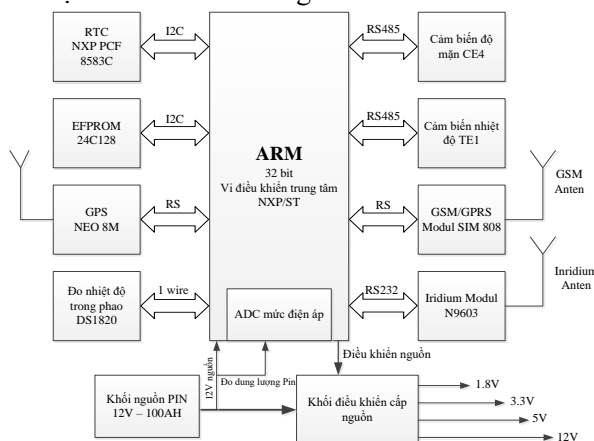 RTC
NXP PCF
8583C
I2C
RS485
Cảm biến độ
mặn CE4
EFPROM
24C128
I2C
ARM
32 bit
Vi điều khiển trung tâm
NXP/ST
RS485
Cảm biến nhiệt
độ TE1
GSM
Anten
GPS
NEO 8M
RS
RS
GSM/GPRS
Modul SIM 808
Inridium
Anten
Đo nhiệt độ
trong phao
DS1820
1 wire
ADC mức điện áp
RS232
Iridium Modul
N9603
Điều khiển nguồn
12V nguồn
Đo dung lượng Pin
Khối nguồn PIN
12V – 100AH
Khối điều khiển cấp
nguồn
1.8V
3.3V
5V
12V